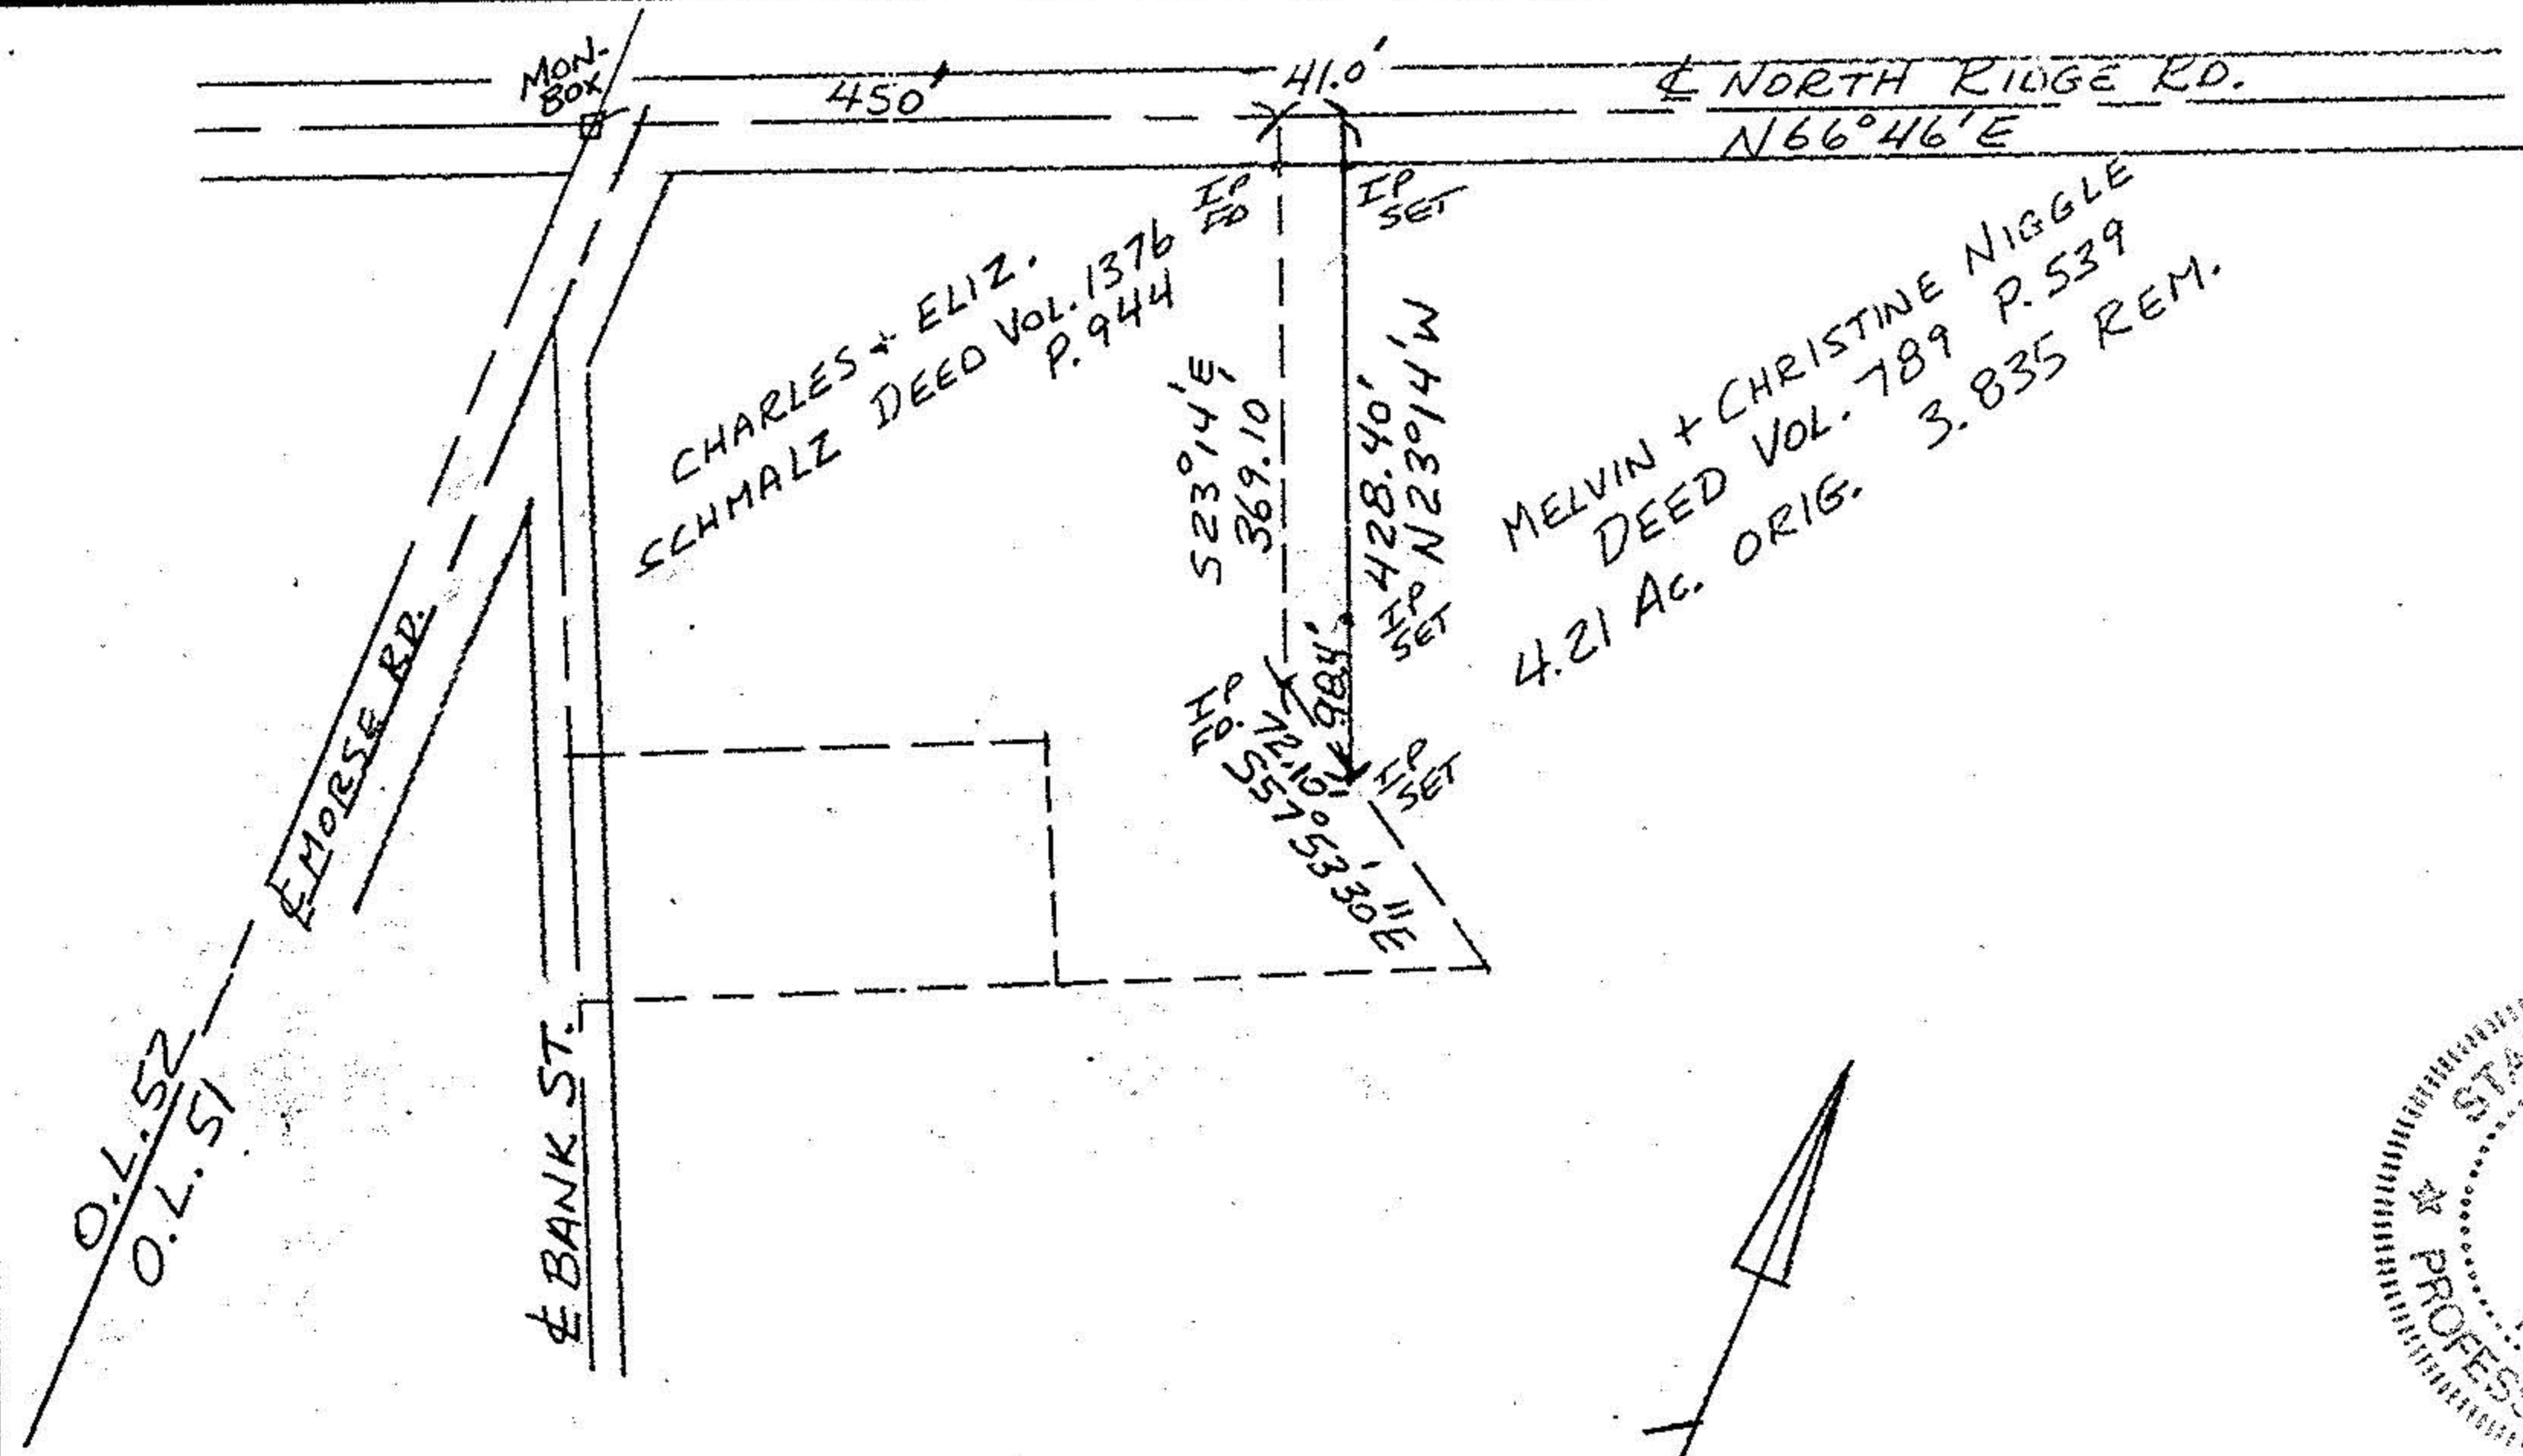 MON.
BOX
450'
41.0'
℄ NORTH RIDGE RD.
N66°46'E
IP
FD
IP
SET
CHARLES + ELIZ.
SCHMALZ DEED VOL. 1376
P. 944
S23°14'E
369.10
428.40'
N23°14'W
MELVIN + CHRISTINE NIGGLE
DEED VOL. 789 P. 539
4.21 AC. ORIG. 3.835 REM.
IP
SET
98.4'
IP
FD.
72.10'
S57°53'30"E
IP
SET
℄ MORSE RD.
O.L. 52
O.L. 51
℄ BANK ST.
STA
★ PROFESS